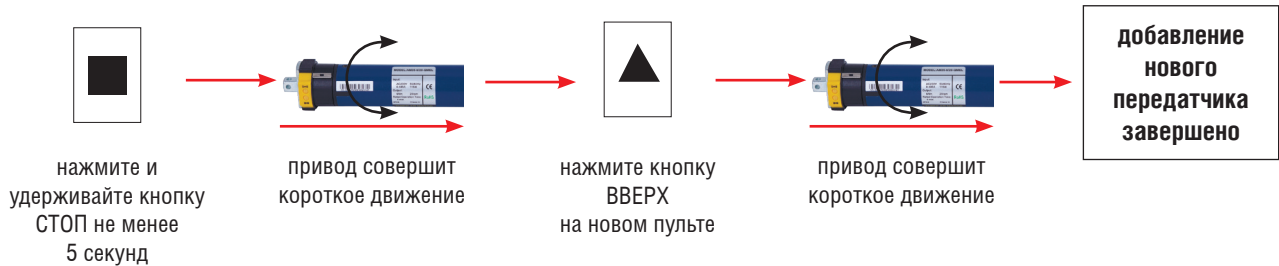 нажмите и
удерживайте кнопку
СТОП не менее
5 секунд
привод совершит
короткое движение
нажмите кнопку
ВВЕРХ
на новом пульте
привод совершит
короткое движение
добавление
нового
передатчика
завершено